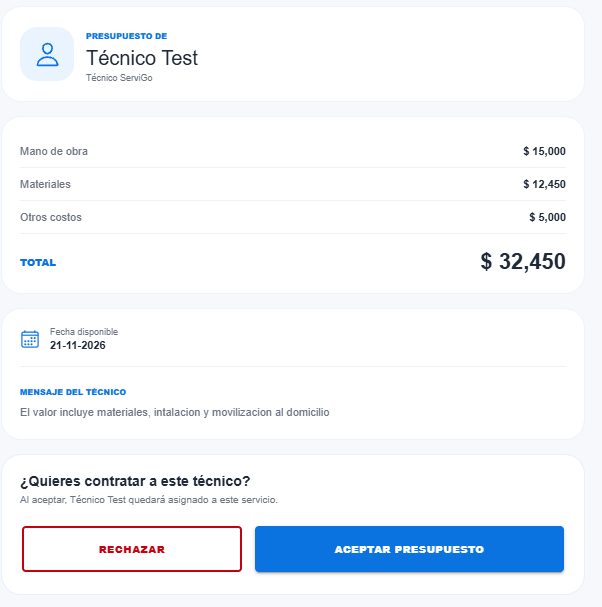 PRESUPUESTO DE
Técnico Test
Técnico ServiGo
Mano de obra $ 15,000
Materiales $ 12,450
Otros costos $ 5,000
TOTAL $ 32,450
Fecha disponible
21-11-2026
MENSAJE DEL TÉCNICO
El valor incluye materiales, intalacion y movilizacion al domicilio
¿Quieres contratar a este técnico?
Al aceptar, Técnico Test quedará asignado a este servicio.
RECHAZAR ACEPTAR PRESUPUESTO